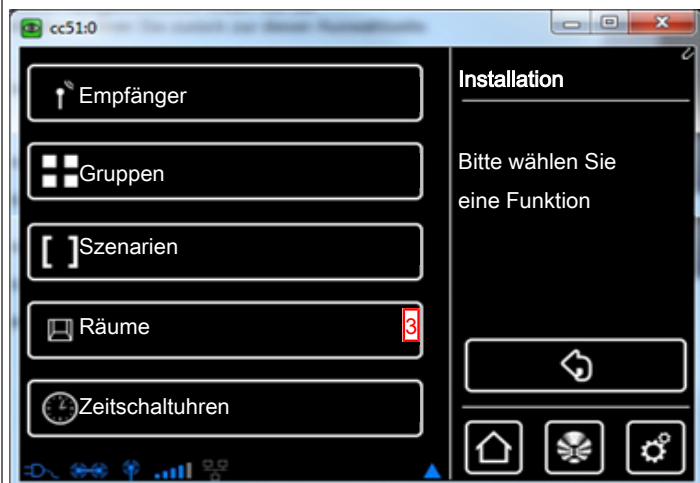 cc51:0
Empfänger
Gruppen
Szenarien
Räume 3
Zeitschaltuhren
Installation
Bitte wählen Sie
eine Funktion